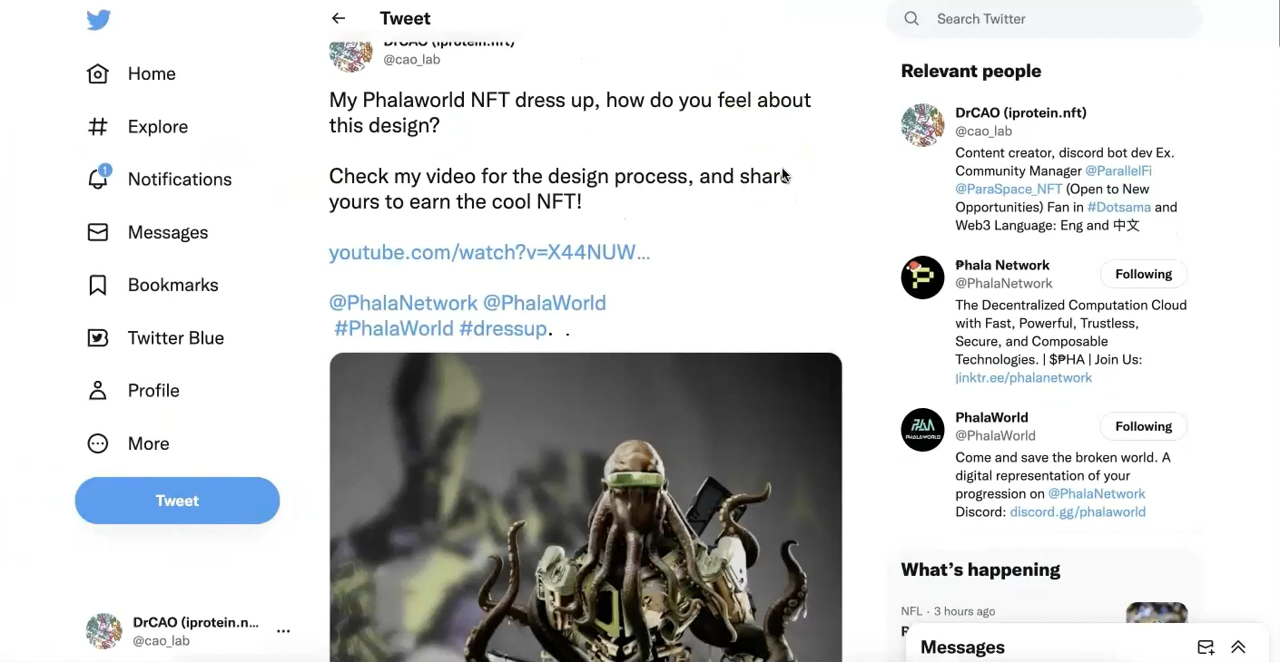 Home
Explore
1
Notifications
Messages
Bookmarks
Twitter Blue
Profile
More
Tweet
DrCAO (iprotein.n...
@cao_lab
Tweet
DrCAO (iprotein.nft)
@cao_lab
My Phalaworld NFT dress up, how do you feel about
this design?
Check my video for the design process, and share
yours to earn the cool NFT!
youtube.com/watch?v=X44NUW...
@PhalaNetwork @PhalaWorld
#PhalaWorld #dressup. .
Search Twitter
Relevant people
DrCAO (iprotein.nft)
@cao_lab
Content creator, discord bot dev Ex.
Community Manager @ParallelFi
@ParaSpace_NFT (Open to New
Opportunities) Fan in #Dotsama and
Web3 Language: Eng and 中文
₱hala Network
@PhalaNetwork
Following
The Decentralized Computation Cloud
with Fast, Powerful, Trustless,
Secure, and Composable
Technologies. | $₱HA | Join Us:
linktr.ee/phalanetwork
PHALAWORLD
PhalaWorld
@PhalaWorld
Following
Come and save the broken world. A
digital representation of your
progression on @PhalaNetwork
Discord: discord.gg/phalaworld
What's happening
NFL · 3 hours ago
Messages